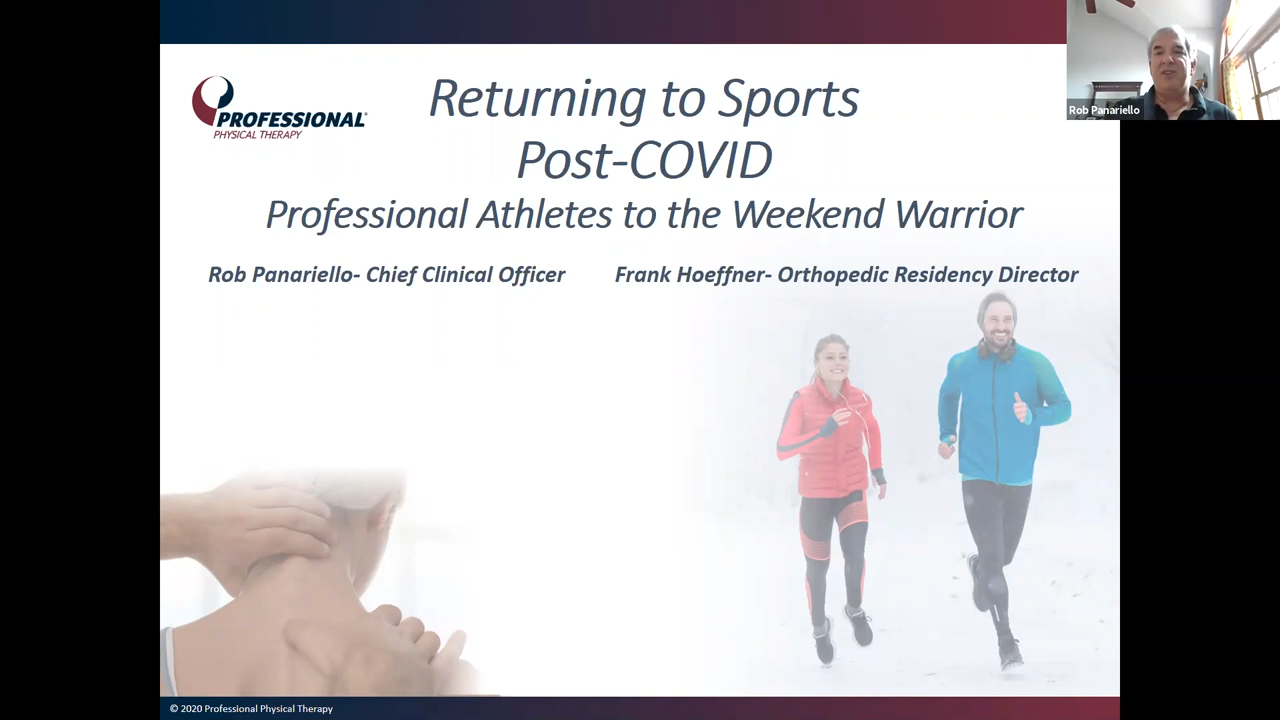 PROFESSIONAL®
PHYSICAL THERAPY
Returning to Sports
Post-COVID
Professional Athletes to the Weekend Warrior
Rob Panariello- Chief Clinical Officer
Frank Hoeffner- Orthopedic Residency Director
Rob Panariello
© 2020 Professional Physical Therapy